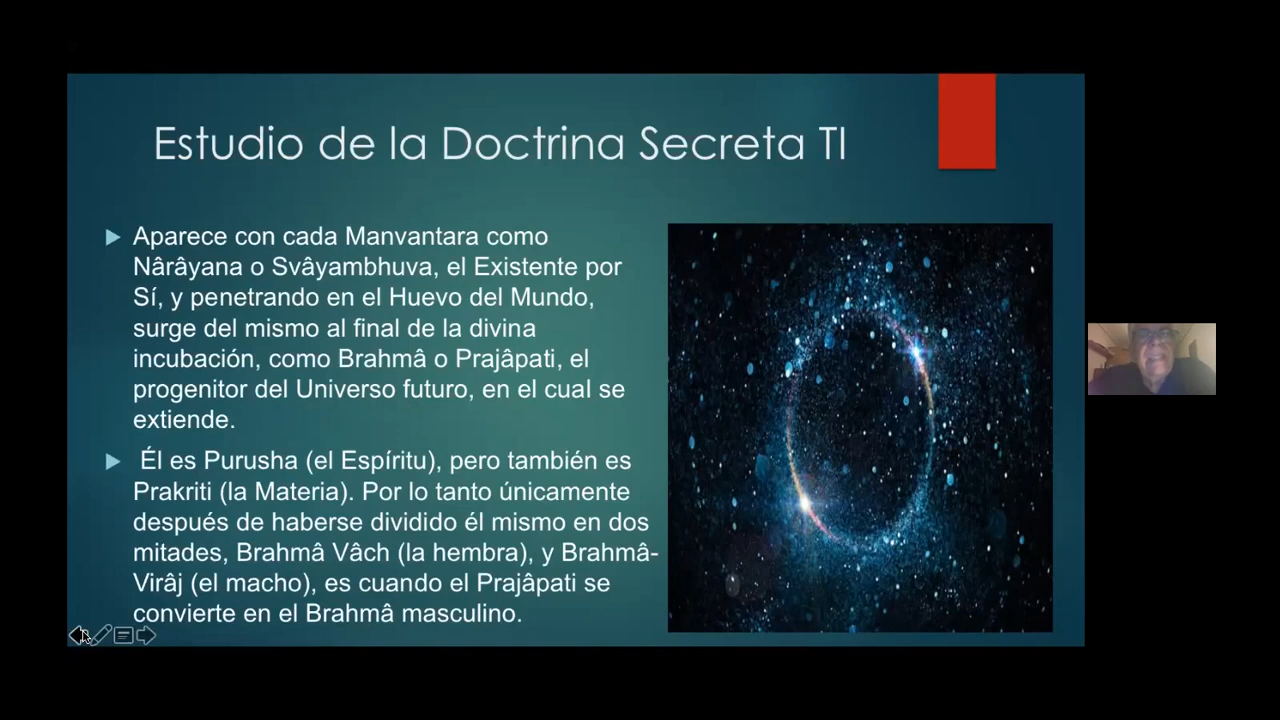 Estudio de la Doctrina Secreta TI
Aparece con cada Manvantara como
Nârâyana o Svâyambhuva, el Existente por
Sí, y penetrando en el Huevo del Mundo,
surge del mismo al final de la divina
incubación, como Brahmâ o Prajâpati, el
progenitor del Universo futuro, en el cual se
extiende.
Él es Purusha (el Espíritu), pero también es
Prakriti (la Materia). Por lo tanto únicamente
después de haberse dividido él mismo en dos
mitades, Brahmâ Vâch (la hembra), y Brahmâ-
Virâj (el macho), es cuando el Prajâpati se
convierte en el Brahmâ masculino.